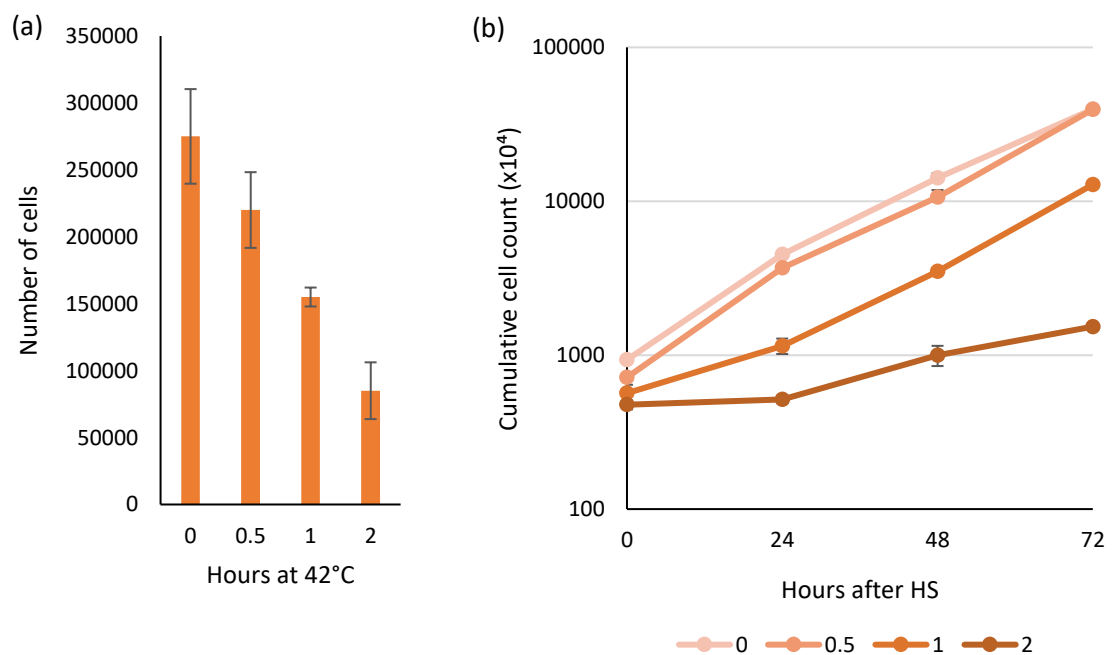 (a)
350000
300000
250000
200000
150000
100000
50000
0
Number of cells
0 0.5 1 2
Hours at 42°C
(b)
100000
10000
1000
100
Cumulative cell count (x10⁴)
0 24 48 72
Hours after HS
0 0.5 1 2